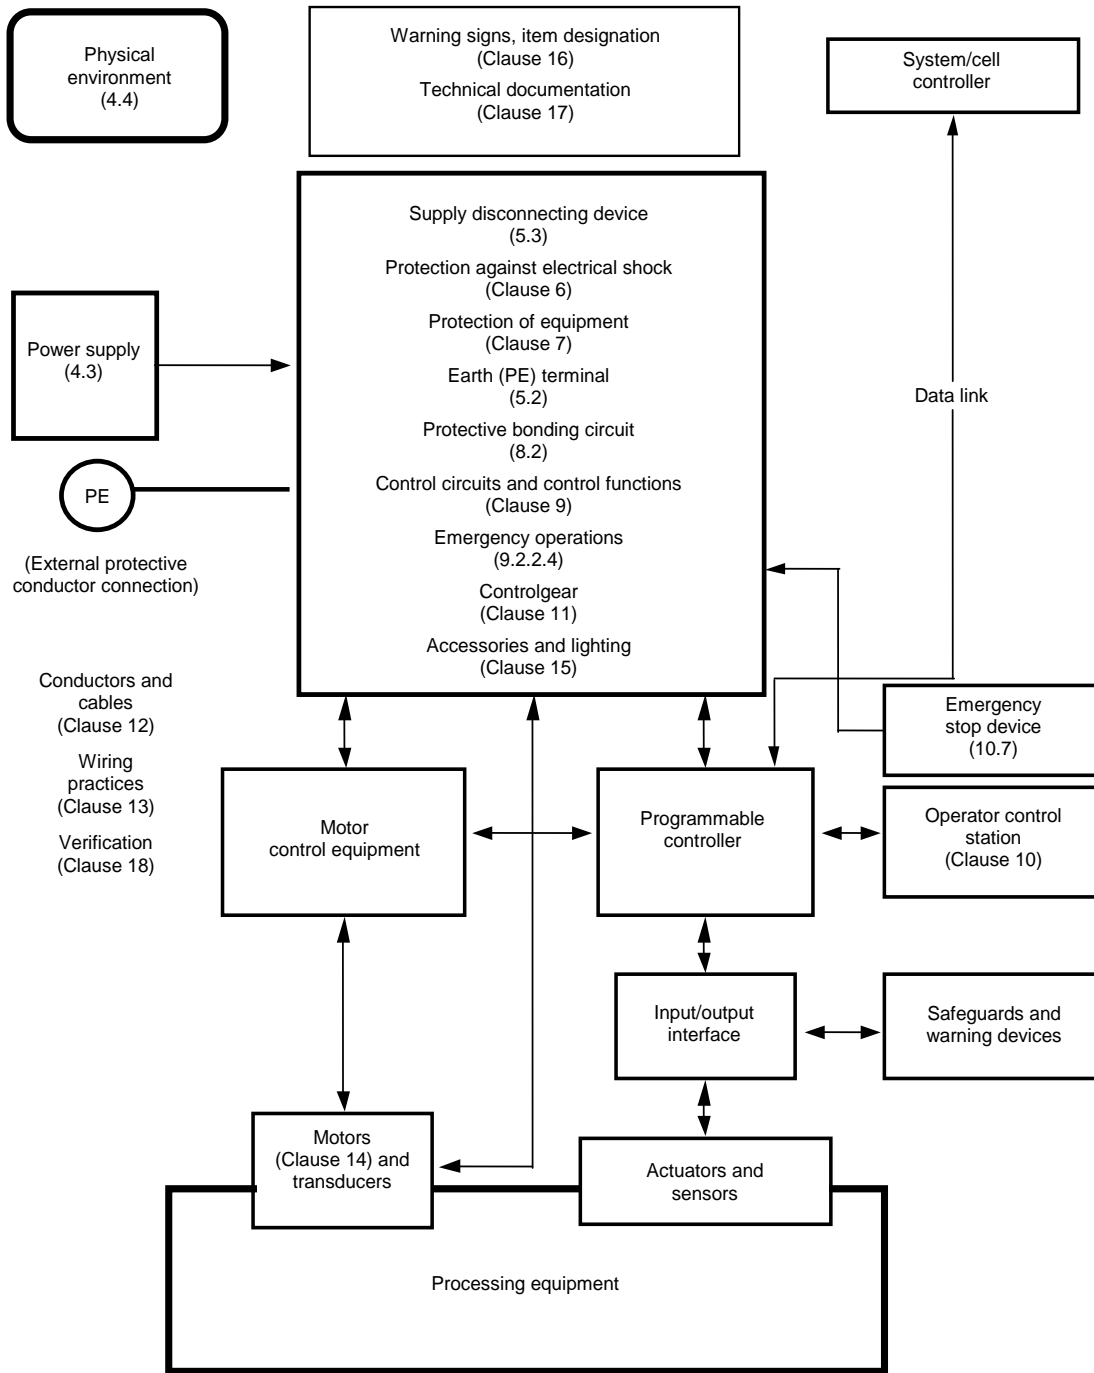 Physical
environment
(4.4)
Warning signs, item designation
(Clause 16)
Technical documentation
(Clause 17)
System/cell
controller
Supply disconnecting device
(5.3)
Protection against electrical shock
(Clause 6)
Protection of equipment
(Clause 7)
Earth (PE) terminal
(5.2)
Protective bonding circuit
(8.2)
Control circuits and control functions
(Clause 9)
Emergency operations
(9.2.2.4)
Controlgear
(Clause 11)
Accessories and lighting
(Clause 15)
Power supply
(4.3)
Data link
PE
(External protective
conductor connection)
Conductors and
cables
(Clause 12)
Wiring
practices
(Clause 13)
Verification
(Clause 18)
Emergency
stop device
(10.7)
Motor
control equipment
Programmable
controller
Operator control
station
(Clause 10)
Input/output
interface
Safeguards and
warning devices
Motors
(Clause 14) and
transducers
Actuators and
sensors
Processing equipment